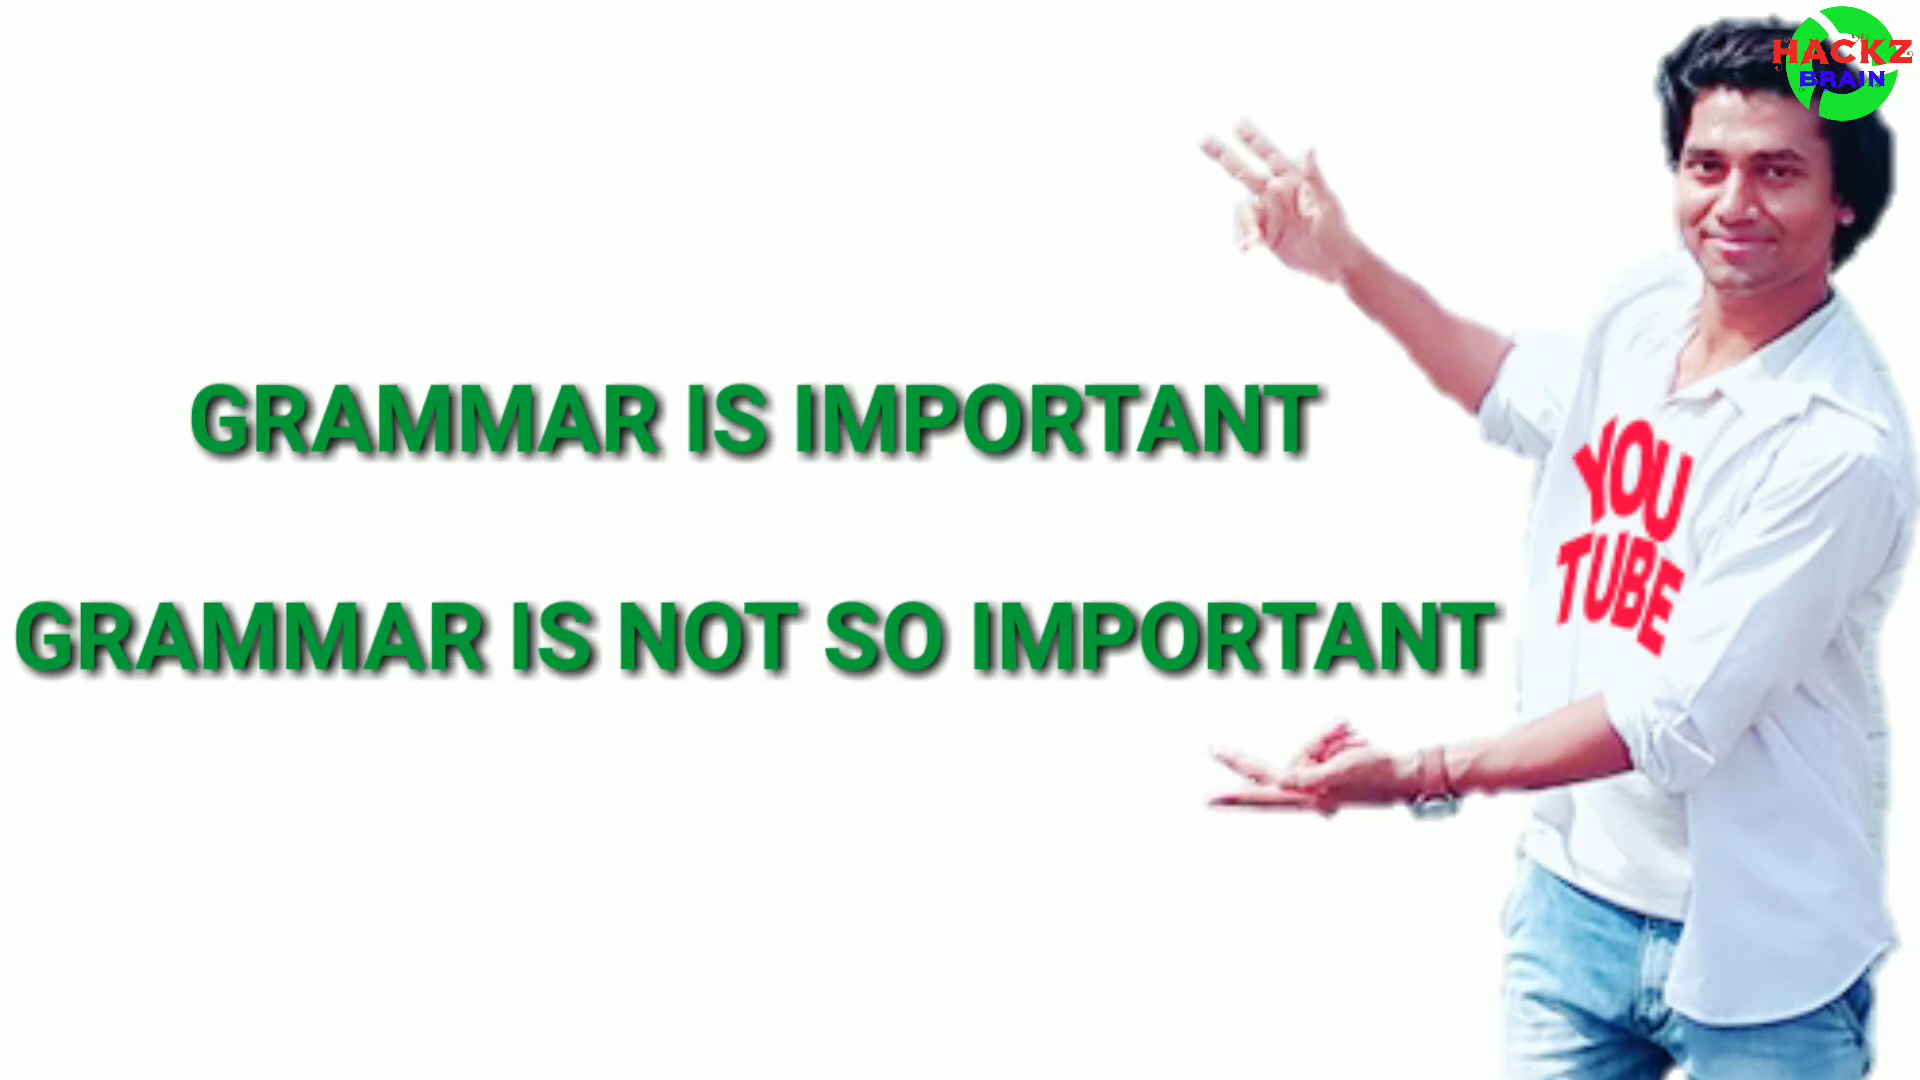 HACKZ
BRAIN
GRAMMAR IS IMPORTANT
YOU
TUBE
GRAMMAR IS NOT SO IMPORTANT